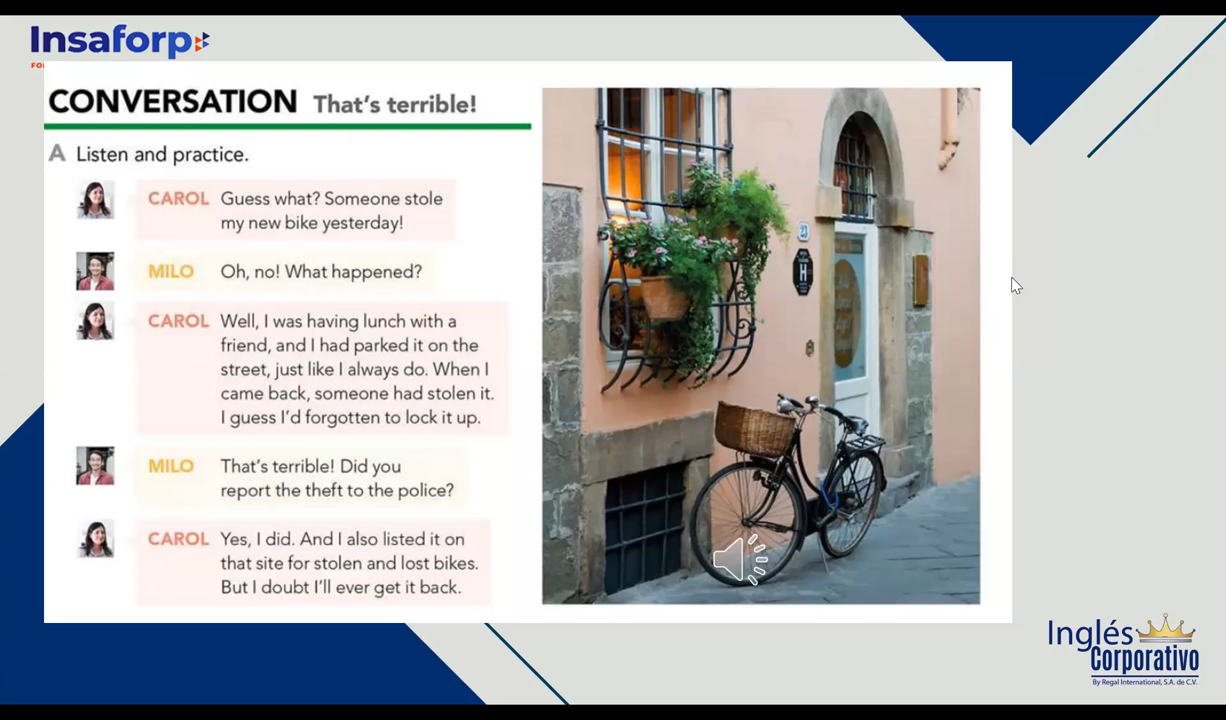 Insaforp
FO
CONVERSATION That's terrible!
A Listen and practice.
CAROL Guess what? Someone stole
my new bike yesterday!
MILO Oh, no! What happened?
CAROL Well, I was having lunch with a
friend, and I had parked it on the
street, just like I always do. When I
came back, someone had stolen it.
I guess I'd forgotten to lock it up.
MILO That's terrible! Did you
report the theft to the police?
CAROL Yes, I did. And I also listed it on
that site for stolen and lost bikes.
But I doubt I'll ever get it back.
23
H
Inglés
Corporativo
By Regal International, S.A. de C.V.